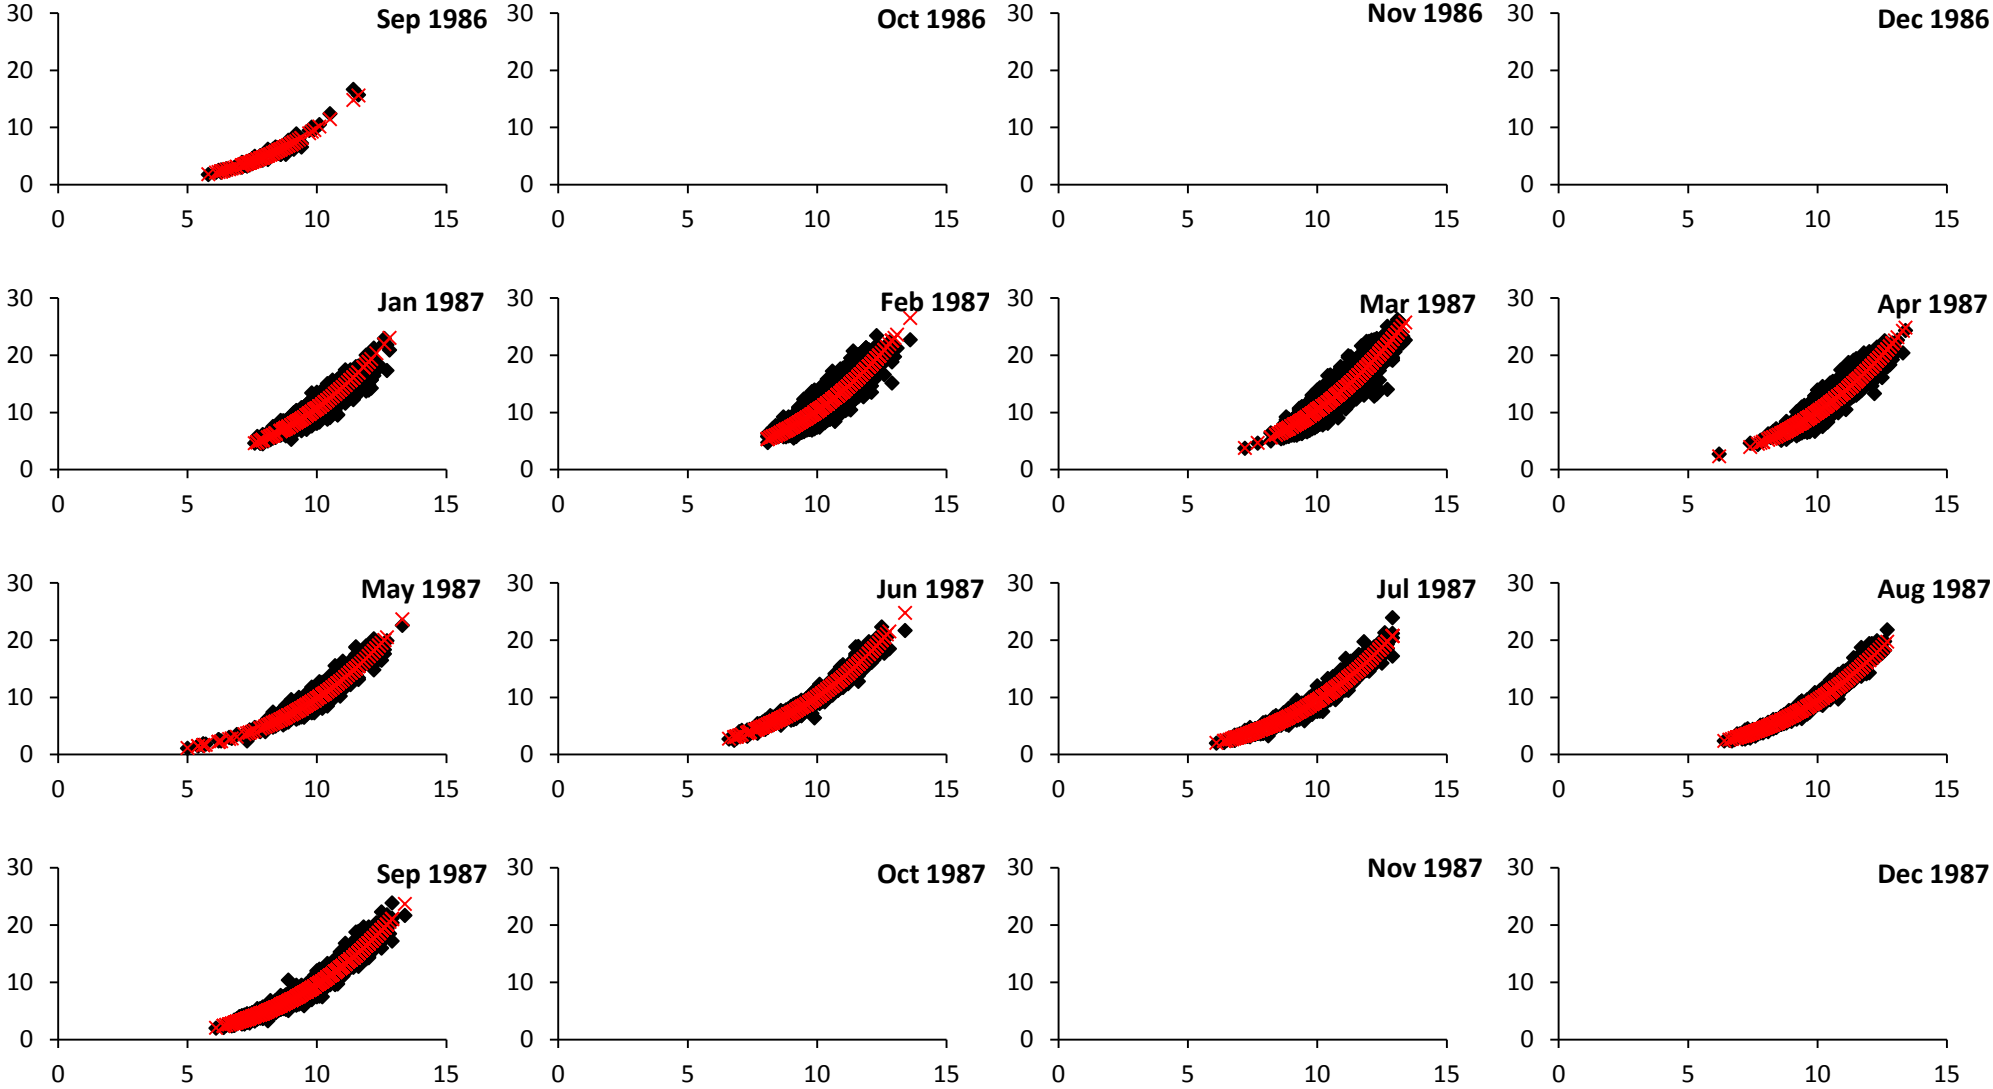 30 Sep 1986 30 Oct 1986 30 Nov 1986 30 Dec 1986
20 20 20 20
10 10 10 10
0 0 0 0
0 5 10 15 0 5 10 15 0 5 10 15 0 5 10 15
30 Jan 1987 30 Feb 1987 30 Mar 1987 30 Apr 1987
20 20 20 20
10 10 10 10
0 0 0 0
0 5 10 15 0 5 10 15 0 5 10 15 0 5 10 15
30 May 1987 30 Jun 1987 30 Jul 1987 30 Aug 1987
20 20 20 20
10 10 10 10
0 0 0 0
0 5 10 15 0 5 10 15 0 5 10 15 0 5 10 15
30 Sep 1987 30 Oct 1987 30 Nov 1987 30 Dec 1987
20 20 20 20
10 10 10 10
0 0 0 0
0 5 10 15 0 5 10 15 0 5 10 15 0 5 10 15